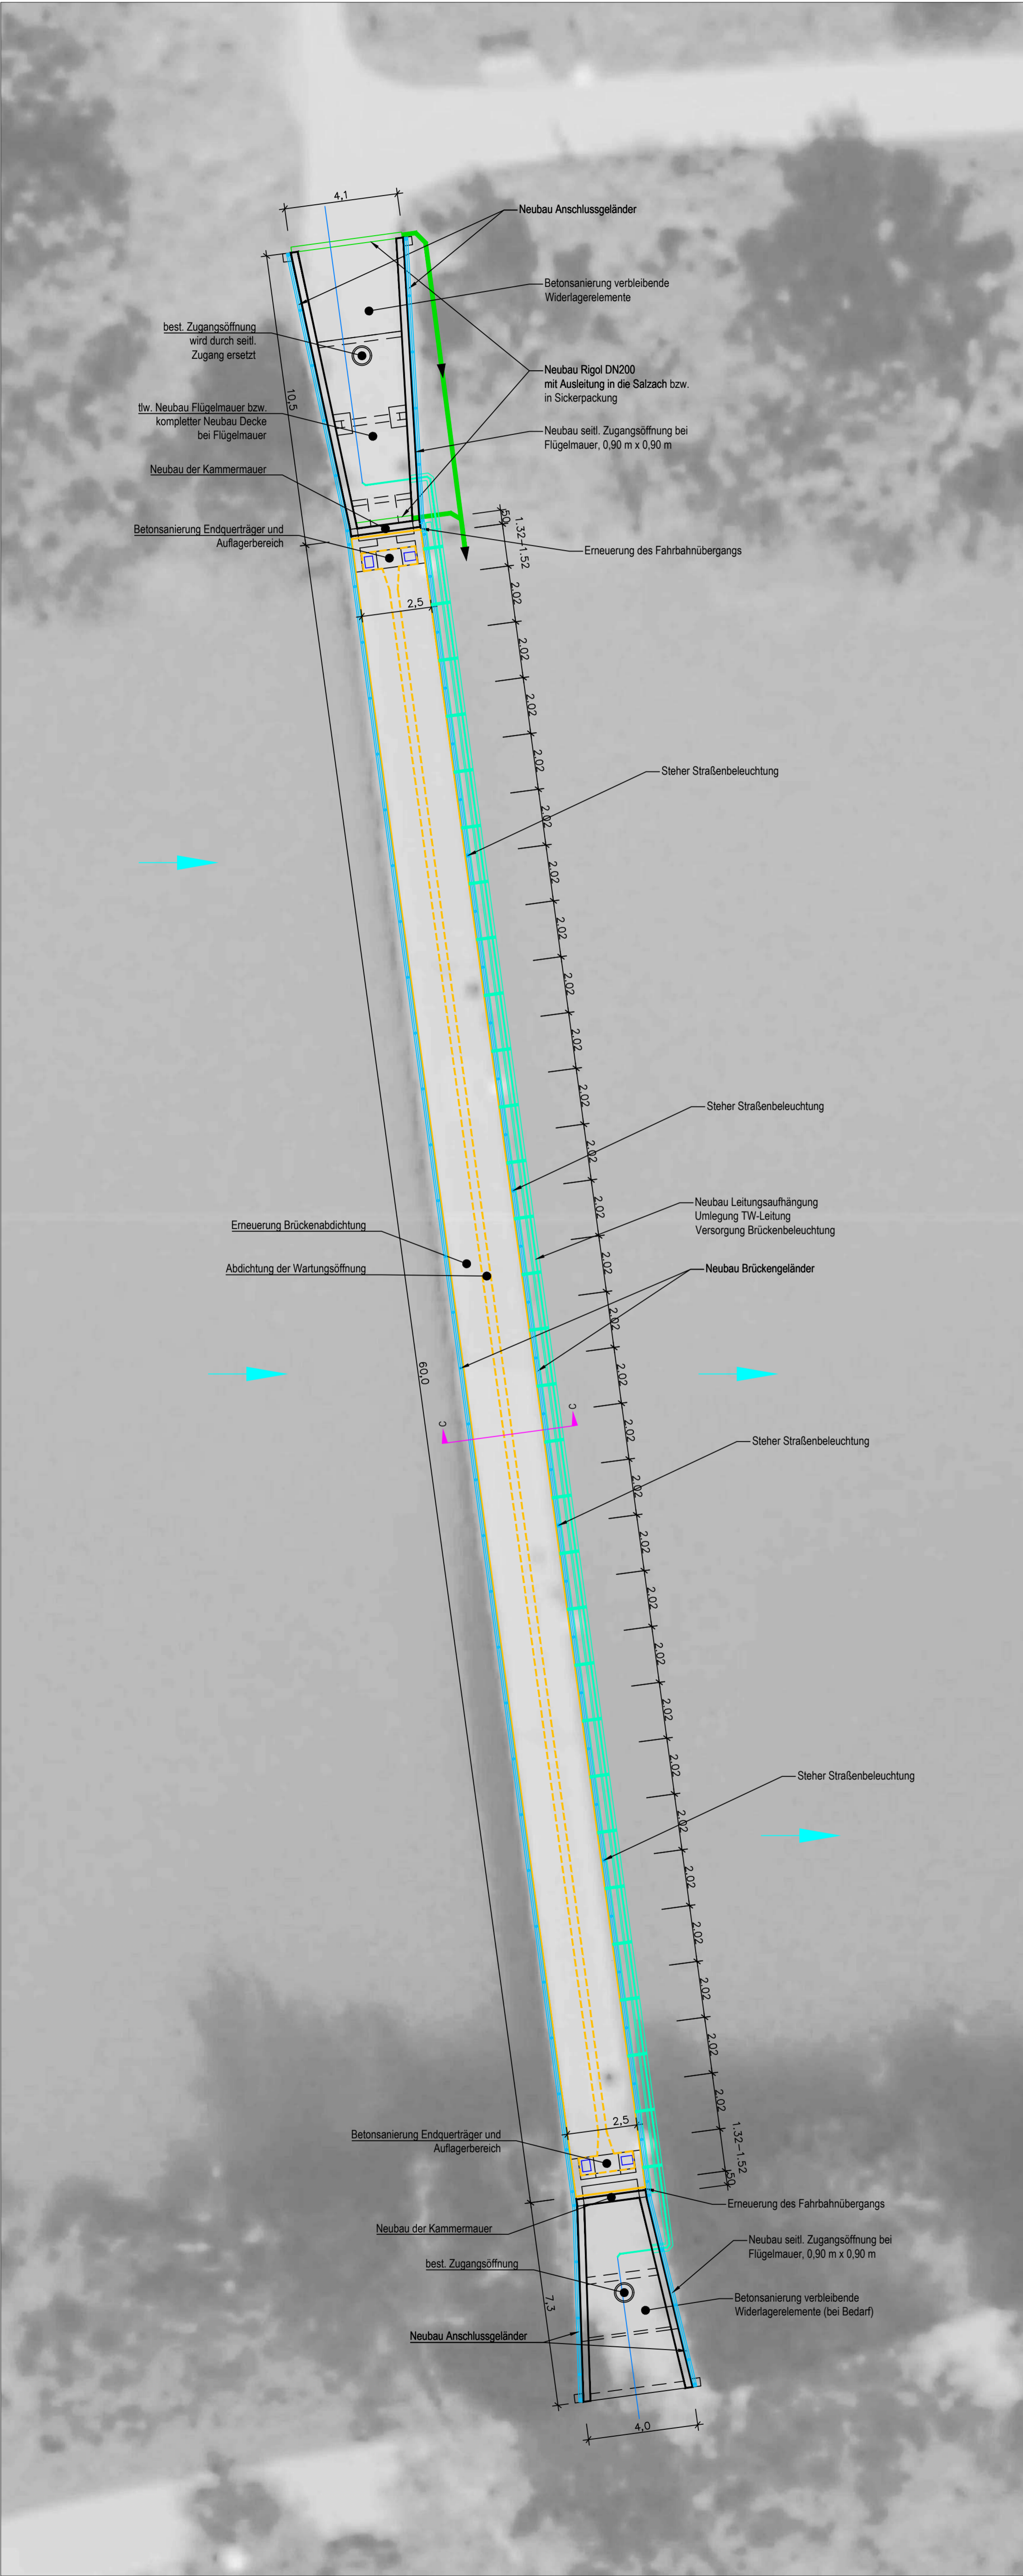 4,1
Neubau Anschlussgeländer
Betonsanierung verbleibende
Widerlagerelemente
best. Zugangsöffnung
wird durch seitl.
Zugang ersetzt
Neubau Rigol DN200
mit Ausleitung in die Salzach bzw.
in Sickerpackung
10,5
tlw. Neubau Flügelmauer bzw.
kompletter Neubau Decke
bei Flügelmauer
Neubau seitl. Zugangsöffnung bei
Flügelmauer, 0,90 m x 0,90 m
Neubau der Kammermauer
50
1.32-1.52
Betonsanierung Endquerträger und
Auflagerbereich
Erneuerung des Fahrbahnübergangs
2,5
2.02
2.02
2.02
2.02
Steher Straßenbeleuchtung
2.02
2.02
2.02
2.02
2.02
2.02
Steher Straßenbeleuchtung
2.02
2.02
Neubau Leitungsaufhängung
Umlegung TW-Leitung
Versorgung Brückenbeleuchtung
Erneuerung Brückenabdichtung
2.02
Abdichtung der Wartungsöffnung
Neubau Brückengeländer
2.02
60,0
2.02
C
C
2.02
Steher Straßenbeleuchtung
2.02
2.02
2.02
2.02
2.02
2.02
Steher Straßenbeleuchtung
2.02
2.02
2.02
2.02
2.02
2.02
2,5
1.32-1.52
50
Betonsanierung Endquerträger und
Auflagerbereich
Erneuerung des Fahrbahnübergangs
Neubau der Kammermauer
Neubau seitl. Zugangsöffnung bei
Flügelmauer, 0,90 m x 0,90 m
best. Zugangsöffnung
Betonsanierung verbleibende
Widerlagerelemente (bei Bedarf)
7,3
Neubau Anschlussgeländer
4,0